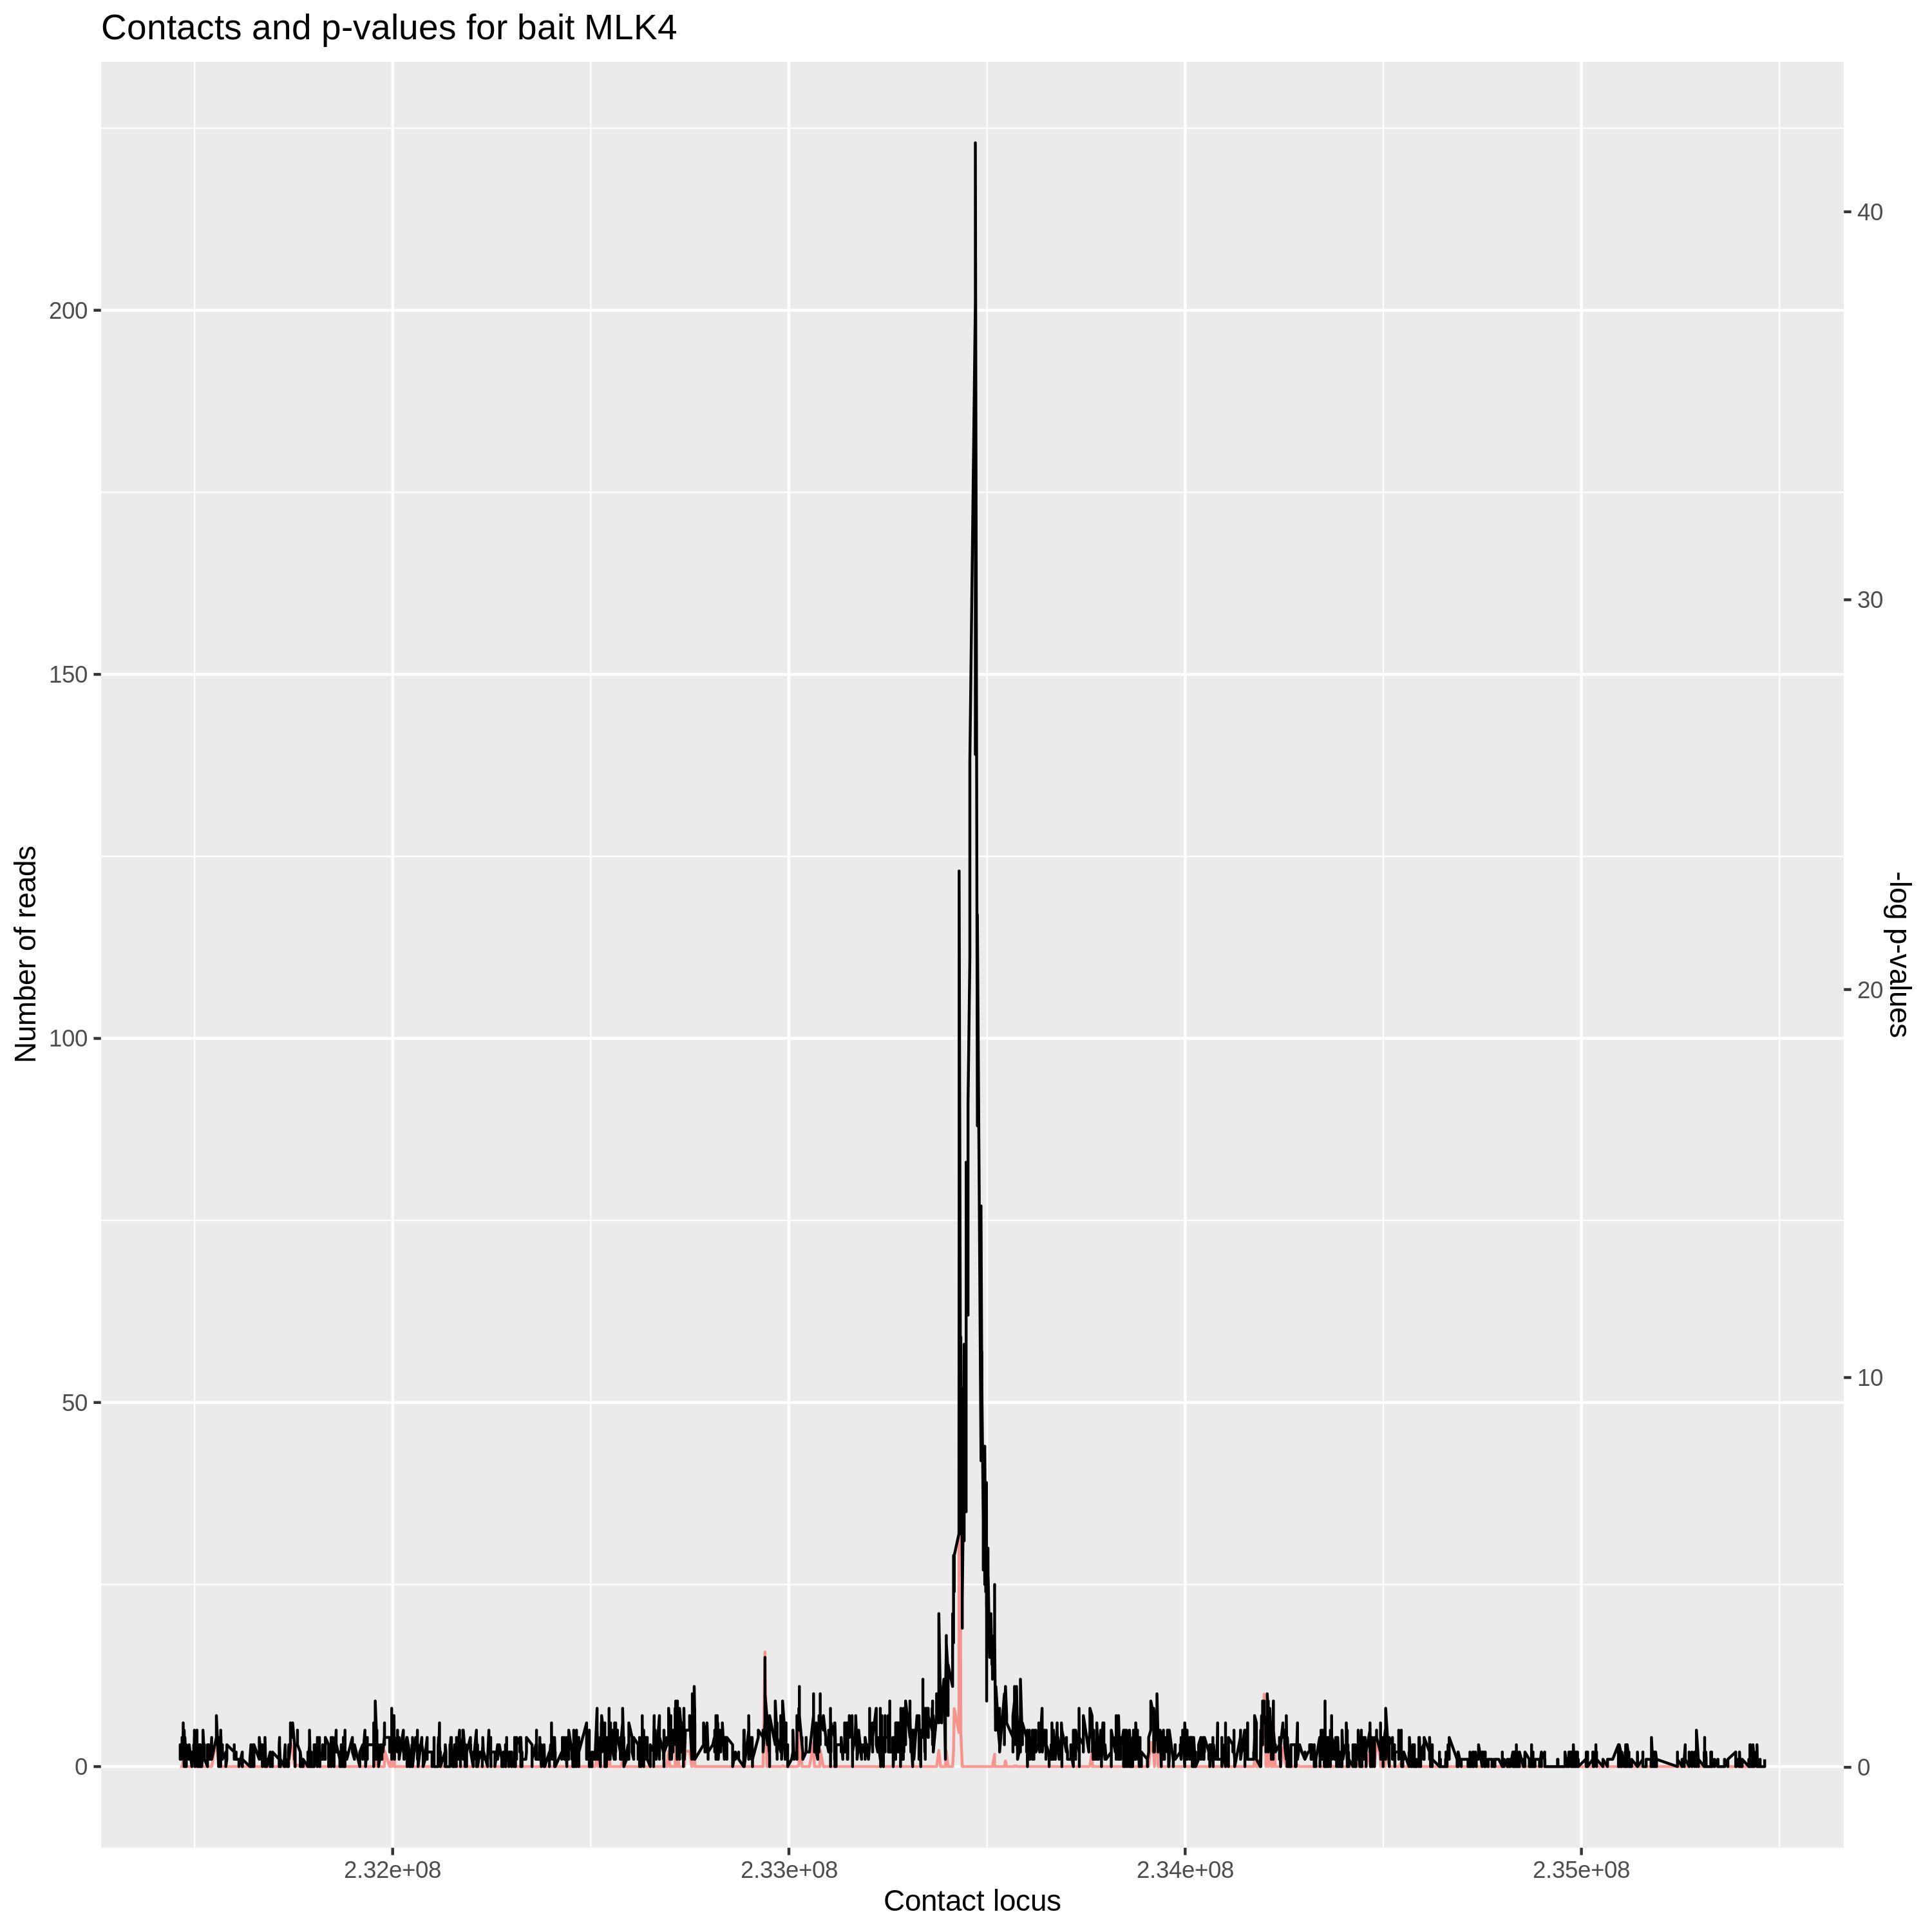 Contacts and p-values for bait MLK4
200
150
100
50
0
Number of reads
40
30
20
10
0
-log p-values
2.32e+08
2.33e+08
2.34e+08
2.35e+08
Contact locus